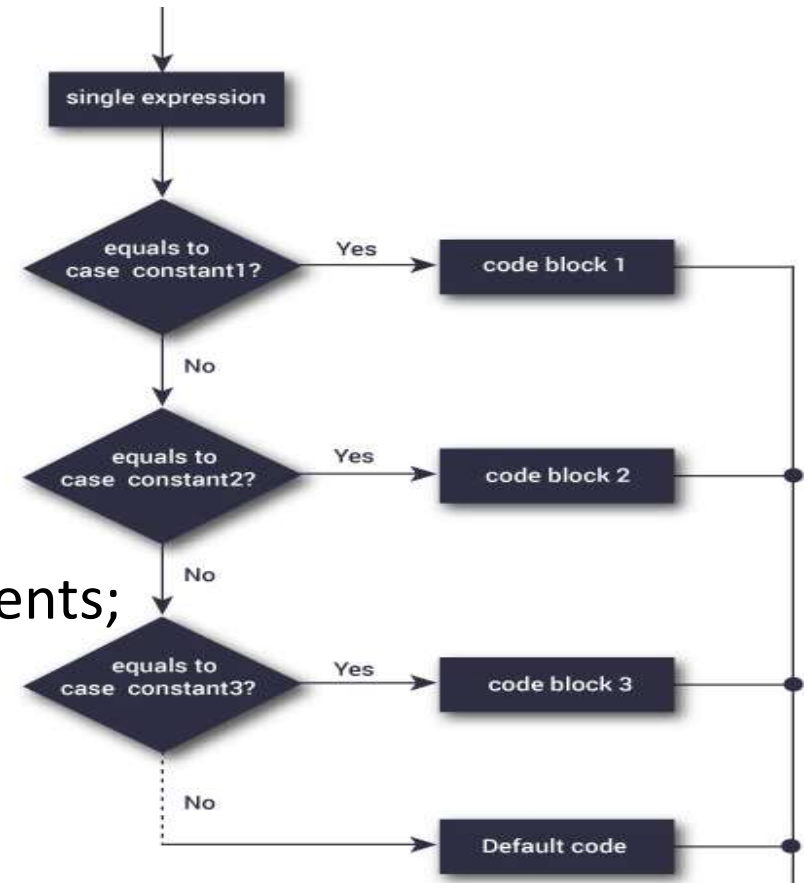 single expression
equals to
case constant1?
Yes
code block 1
No
equals to
case constant2?
Yes
code block 2
No
ents;
equals to
case constant3?
Yes
code block 3
No
Default code